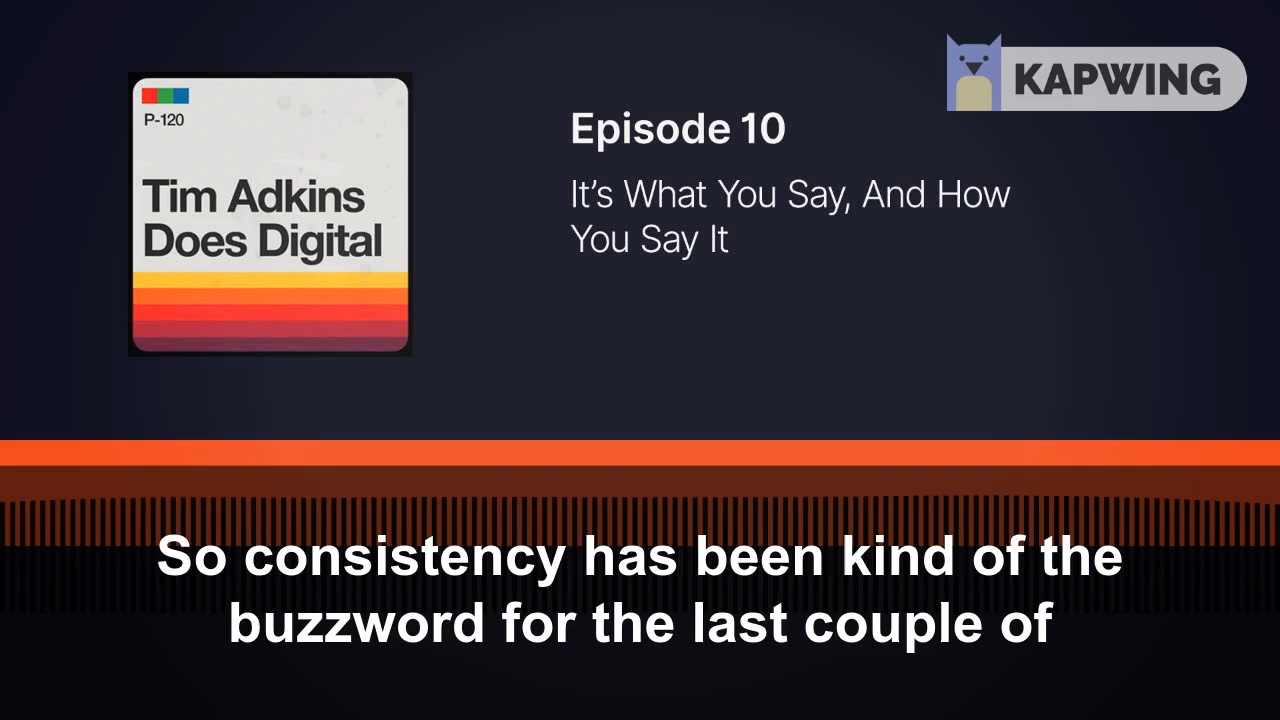 KAPWING
P-120
Tim Adkins
Does Digital
Episode 10
It’s What You Say, And How
You Say It
So consistency has been kind of the
buzzword for the last couple of